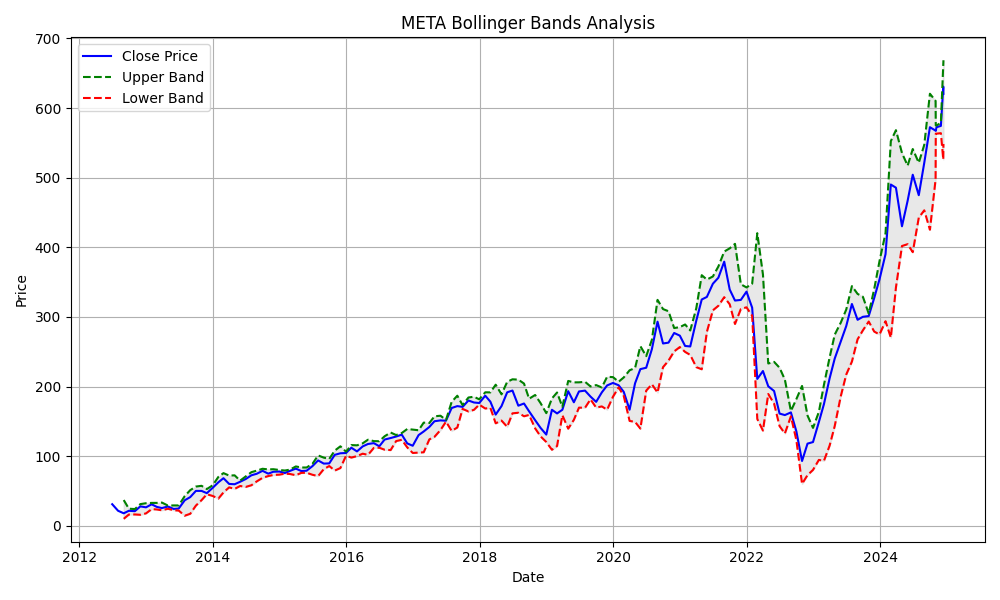 META Bollinger Bands Analysis
Close Price
Upper Band
Lower Band
Price
700
600
500
400
300
200
100
0
2012 2014 2016 2018 2020 2022 2024
Date